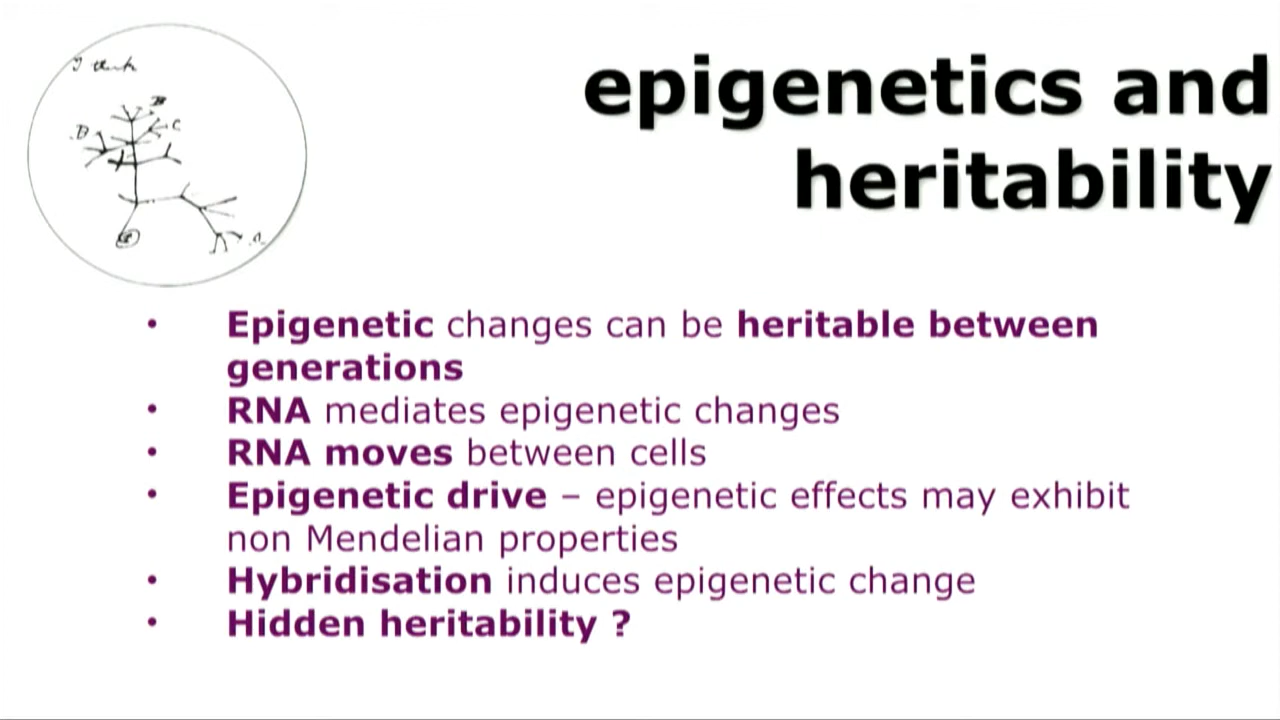 I think
B
D
C
A
epigenetics and
heritability
• Epigenetic changes can be heritable between
generations
• RNA mediates epigenetic changes
• RNA moves between cells
• Epigenetic drive – epigenetic effects may exhibit
non Mendelian properties
• Hybridisation induces epigenetic change
• Hidden heritability ?